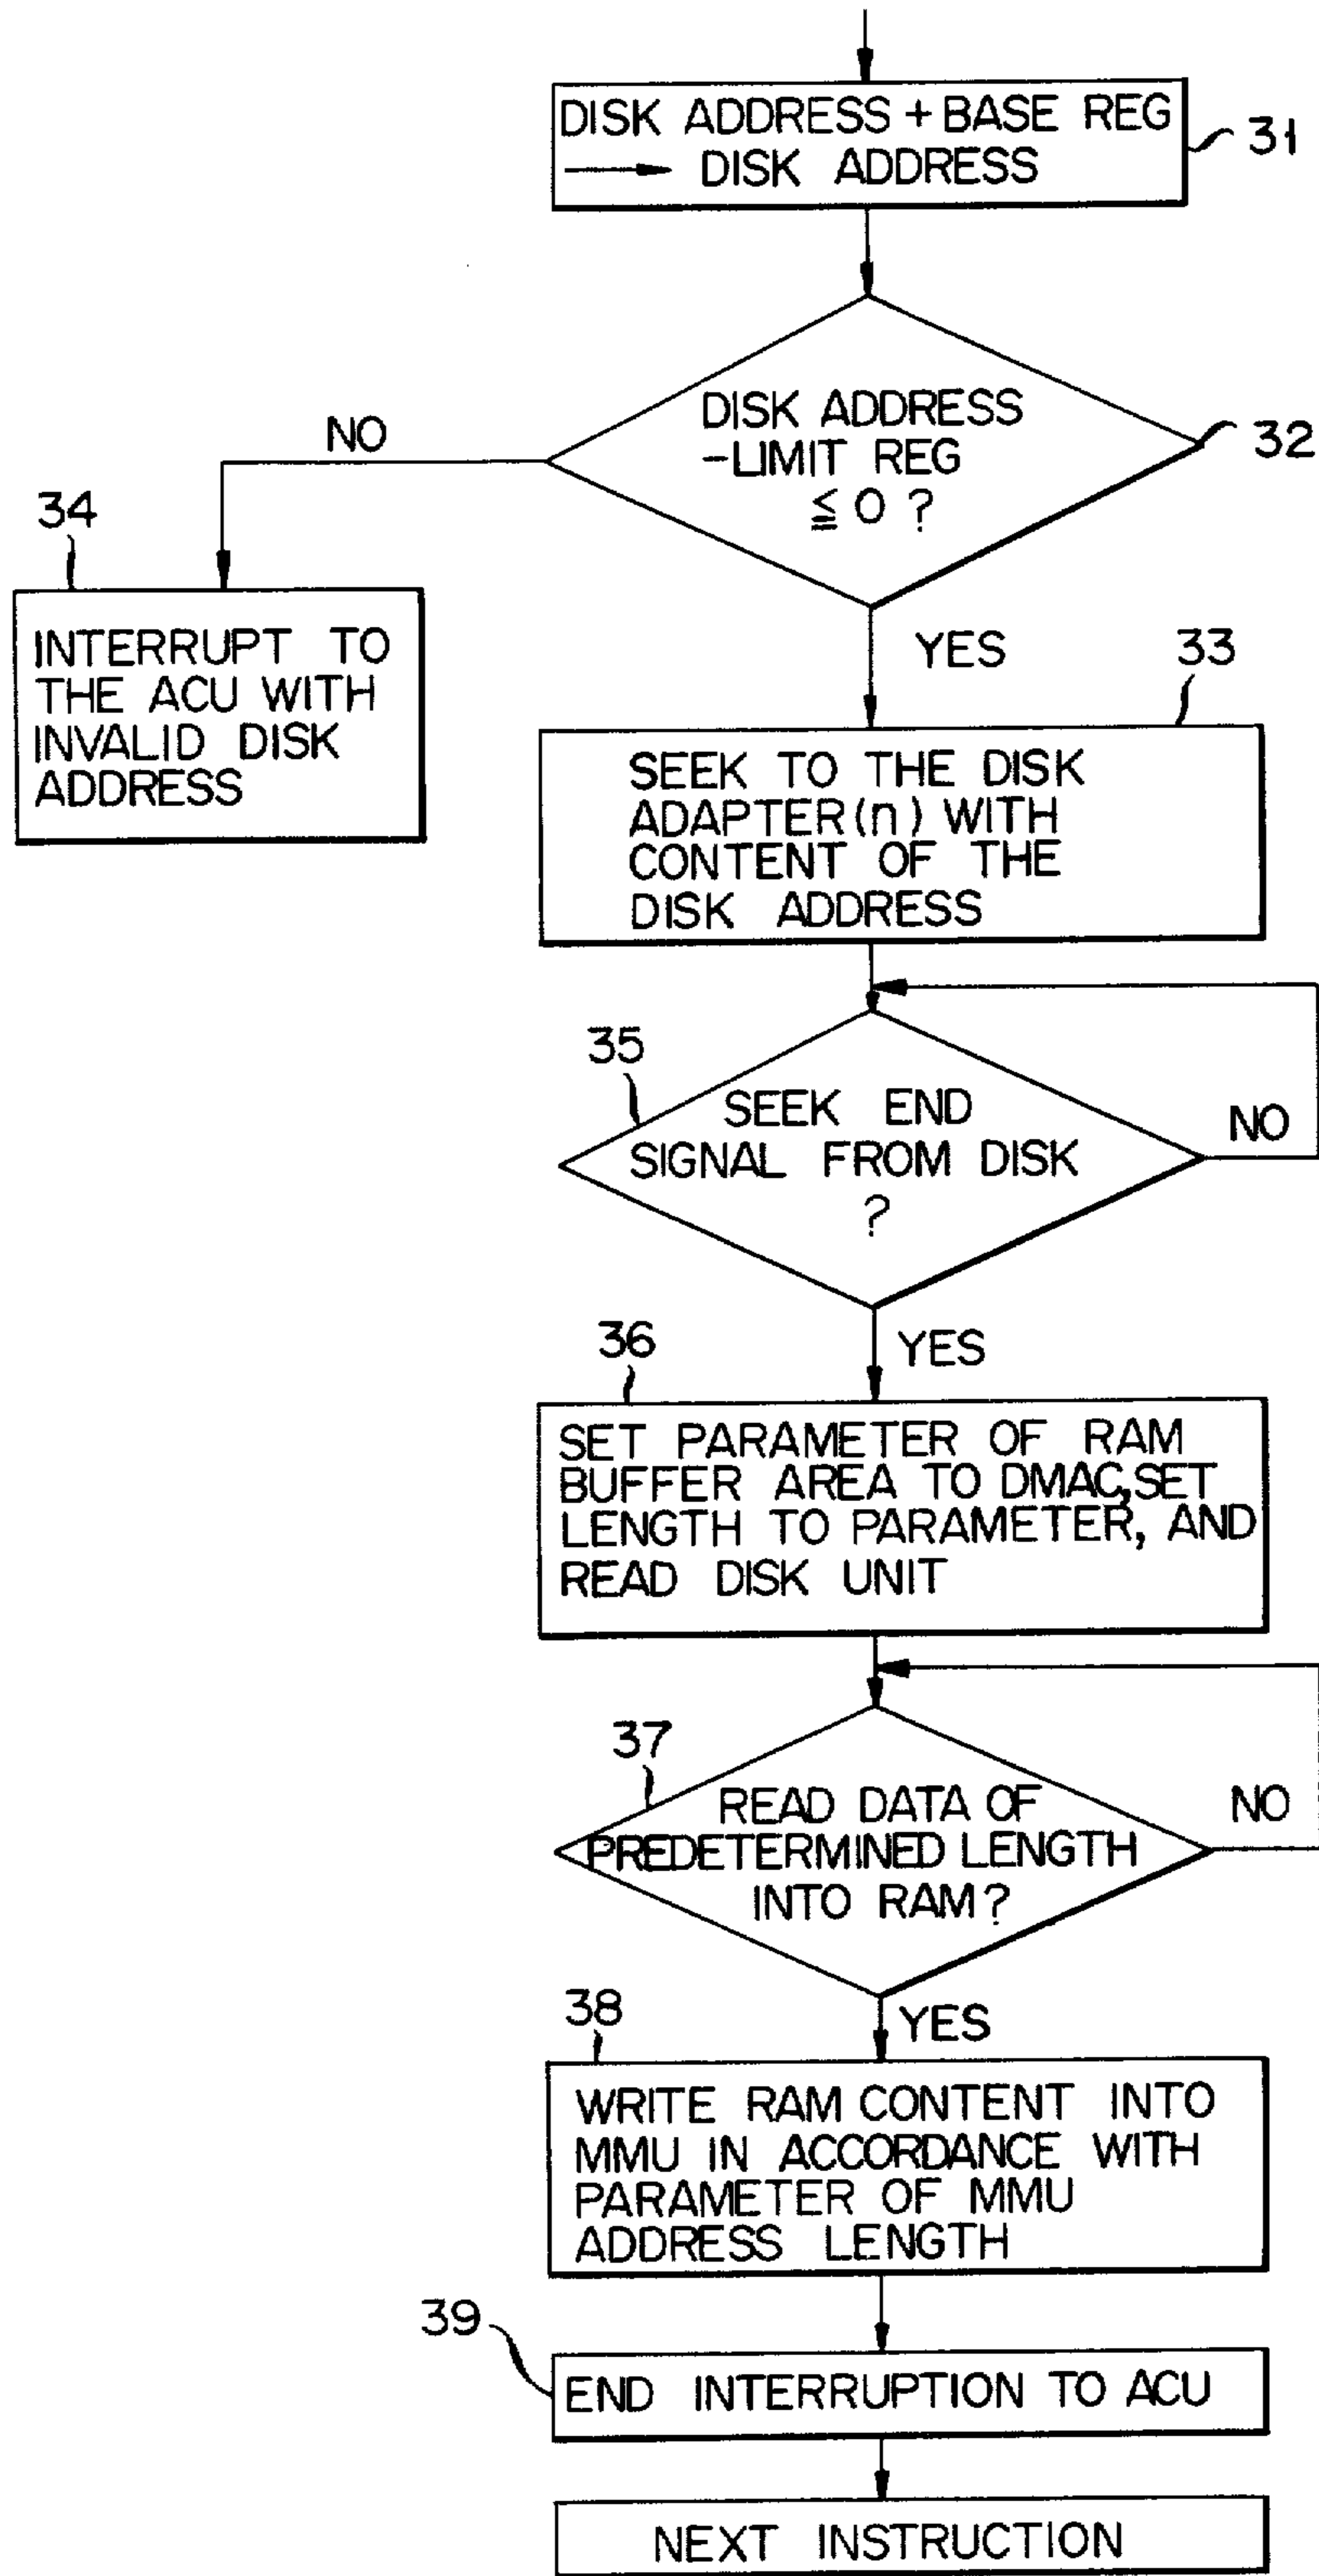 DISK ADDRESS + BASE REG
→ DISK ADDRESS
31
DISK ADDRESS
-LIMIT REG
≦ 0 ?
32
NO
34
INTERRUPT TO
THE ACU WITH
INVALID DISK
ADDRESS
YES
33
SEEK TO THE DISK
ADAPTER(n) WITH
CONTENT OF THE
DISK ADDRESS
35
SEEK END
SIGNAL FROM DISK
?
NO
YES
36
SET PARAMETER OF RAM
BUFFER AREA TO DMAC,SET
LENGTH TO PARAMETER, AND
READ DISK UNIT
37
READ DATA OF
PREDETERMINED LENGTH
INTO RAM?
NO
YES
38
WRITE RAM CONTENT INTO
MMU IN ACCORDANCE WITH
PARAMETER OF MMU
ADDRESS LENGTH
39
END INTERRUPTION TO ACU
NEXT INSTRUCTION